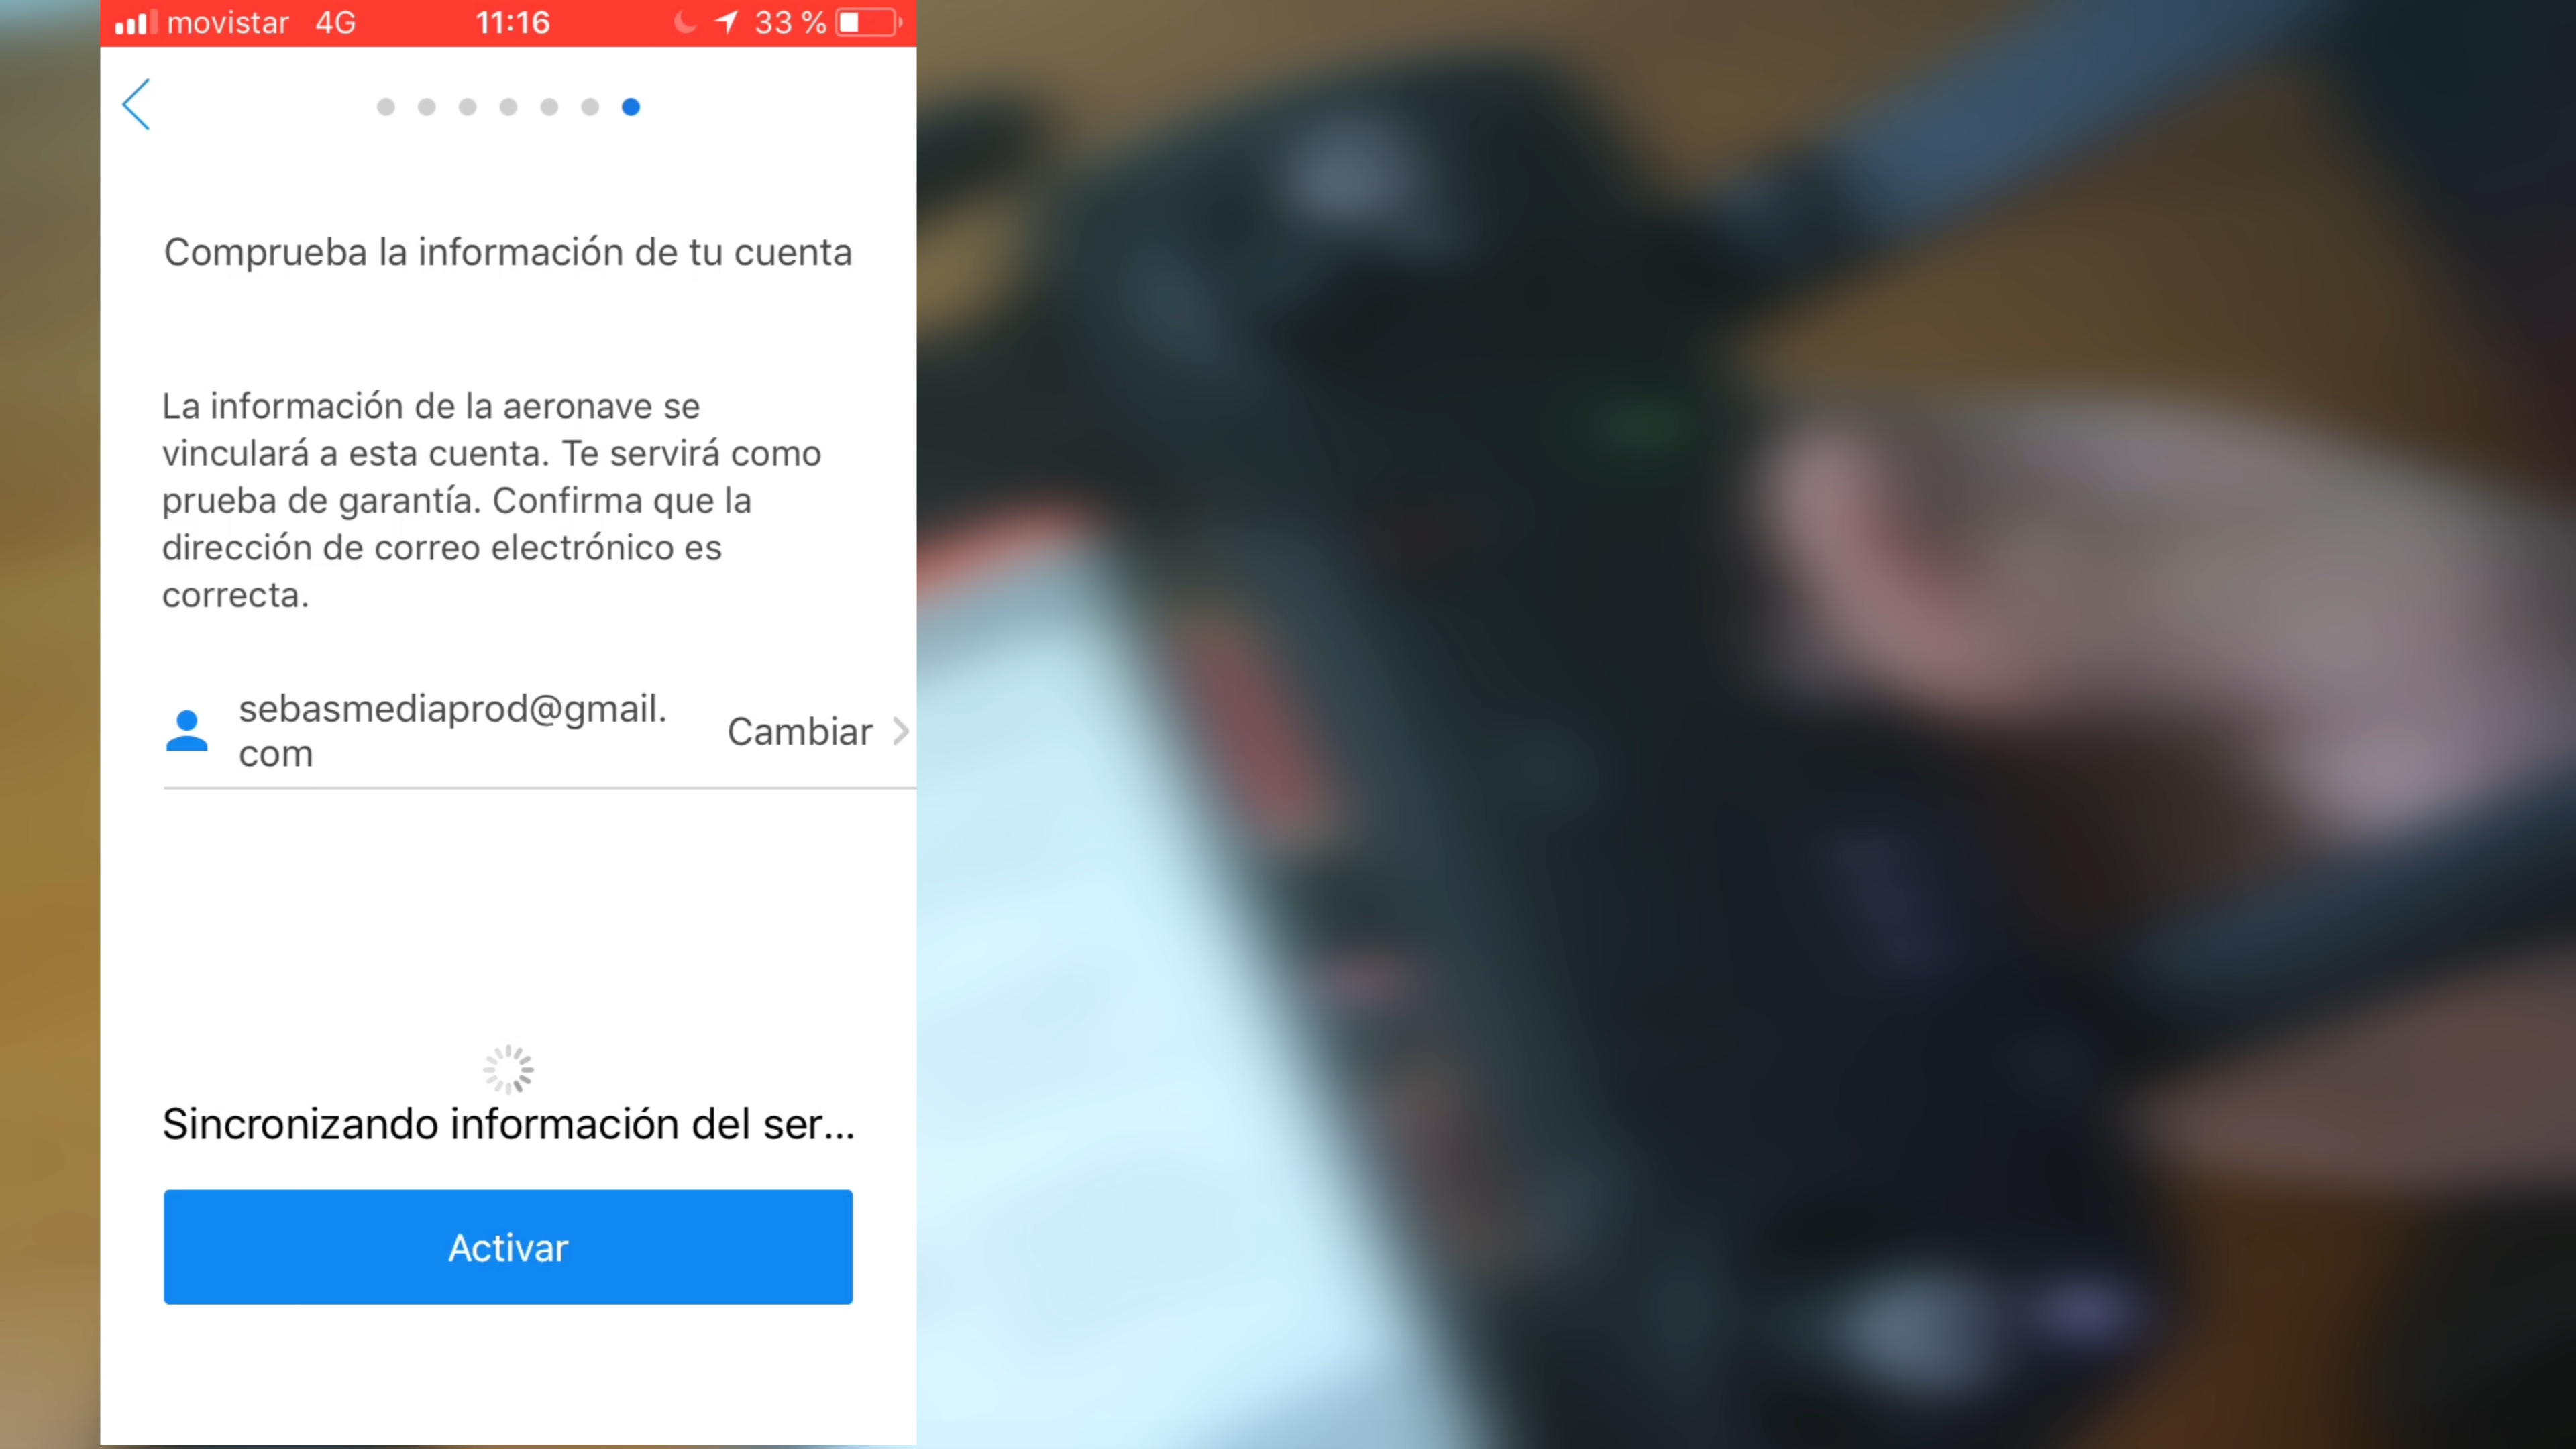 movistar 4G 11:16 33 %
Comprueba la información de tu cuenta
La información de la aeronave se
vinculará a esta cuenta. Te servirá como
prueba de garantía. Confirma que la
dirección de correo electrónico es
correcta.
sebasmediaprod@gmail.
com
Cambiar
Sincronizando información del ser...
Activar